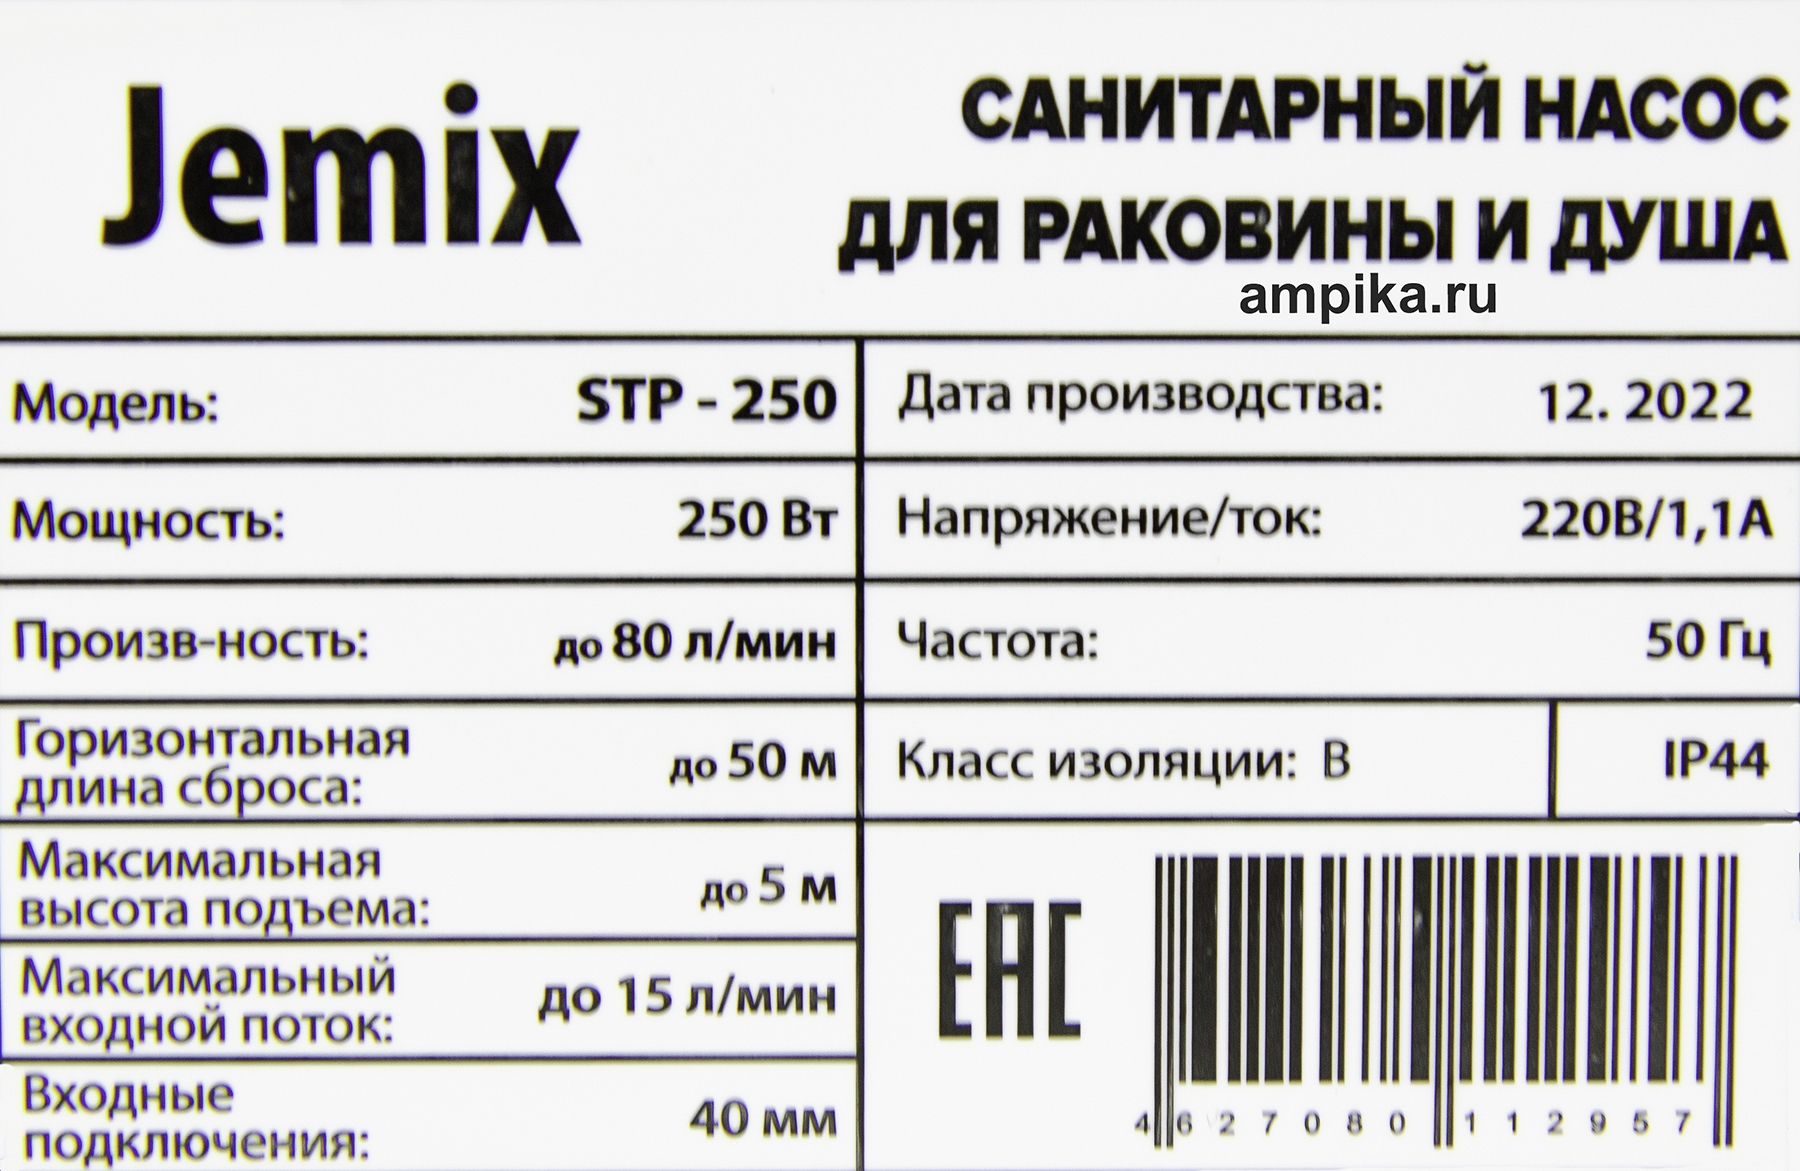 Jemix
САНИТАРНЫЙ НАСОС
ДЛЯ РАКОВИНЫ И ДУША
ampika.ru
Модель: STP - 250
Дата производства: 12. 2022
Мощность: 250 Вт
Напряжение/ток: 220В/1,1А
Произв-ность: до 80 л/мин
Частота: 50 Гц
Горизонтальная
длина сброса: до 50 м
Класс изоляции: В IP44
Максимальная
высота подъема: до 5 м
Максимальный
входной поток: до 15 л/мин
Входные
подключения: 40 мм
EAC
4 627080 112957